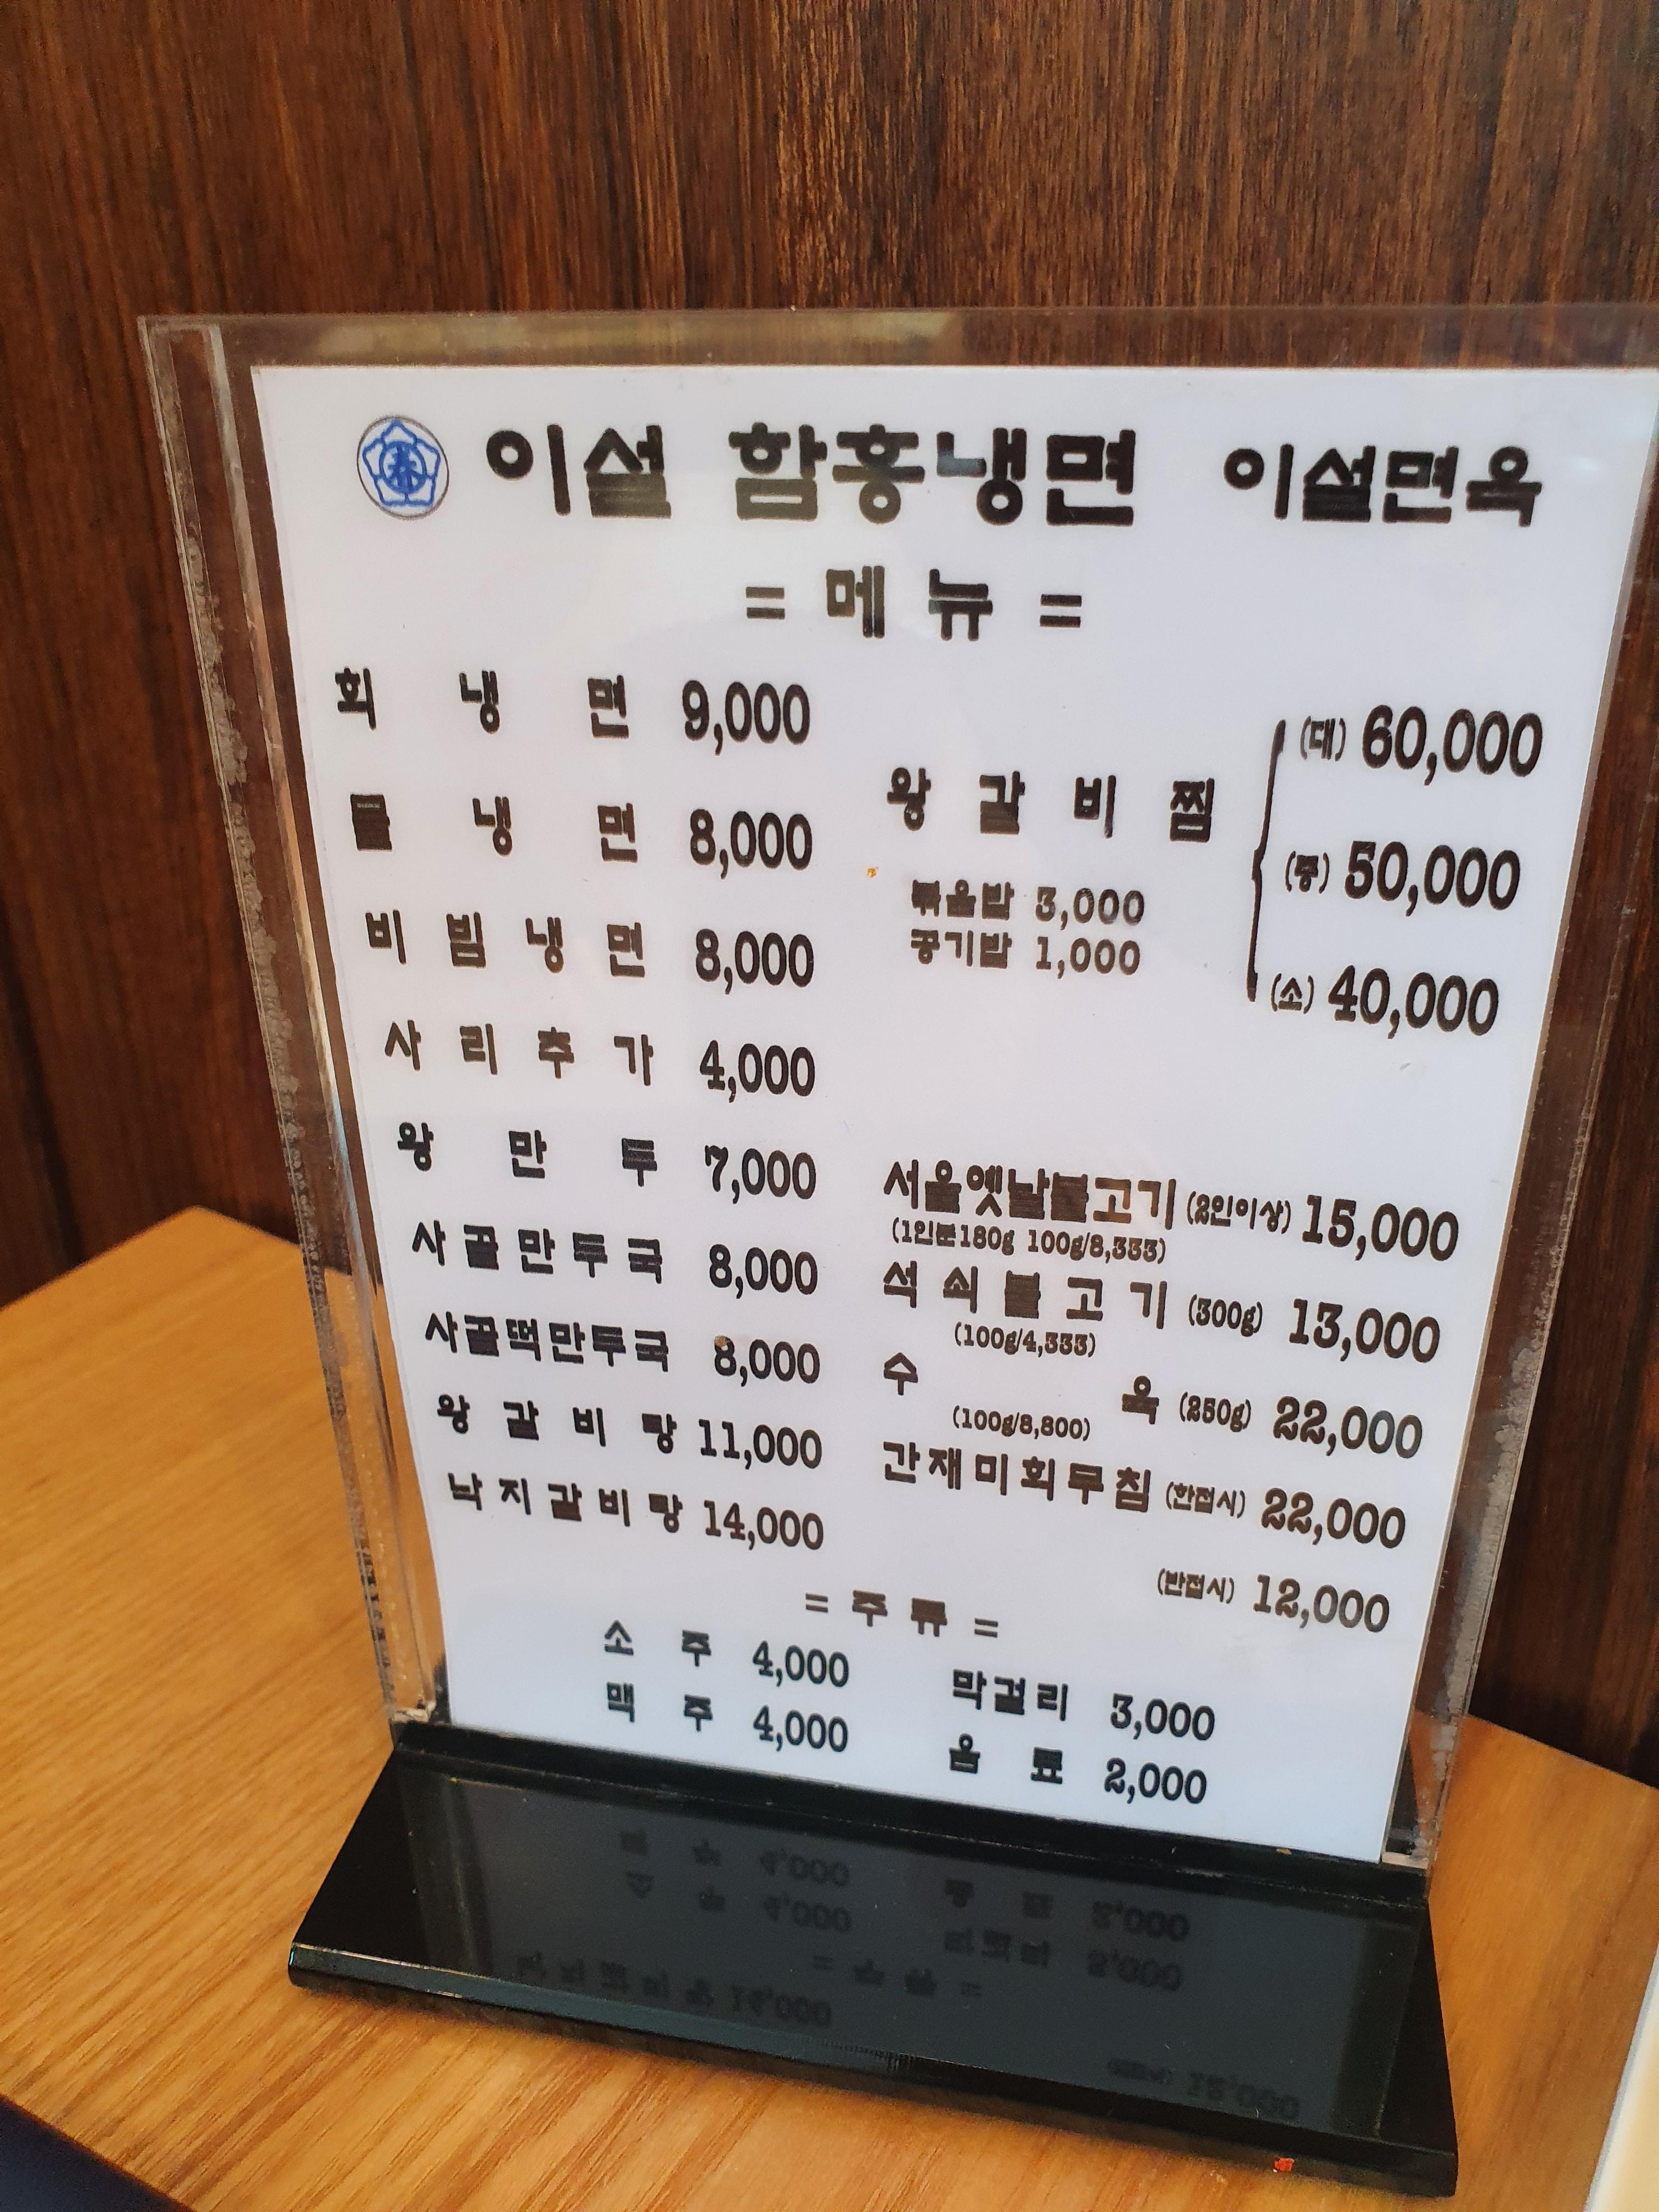 이설 함흥냉면 이설면옥
= 메뉴 =
회냉면 9,000
물냉면 8,000
비빔냉면 8,000
사리추가 4,000
왕만두 7,000
사골만두국 8,000
사골떡만두국 8,000
왕갈비탕 11,000
낙지갈비탕 14,000
왕갈비찜 (대) 60,000
(중) 50,000
(소) 40,000
볶음밥 3,000
공기밥 1,000
서울옛날불고기 (2인이상) 15,000
(1인분180g 100g/8,333)
석쇠불고기 (300g) 13,000
(100g/4,333)
수육 (250g) 22,000
(100g/8,800)
간재미회무침 (한접시) 22,000
(반접시) 12,000
= 주류 =
소주 4,000 막걸리 3,000
맥주 4,000 음료 2,000